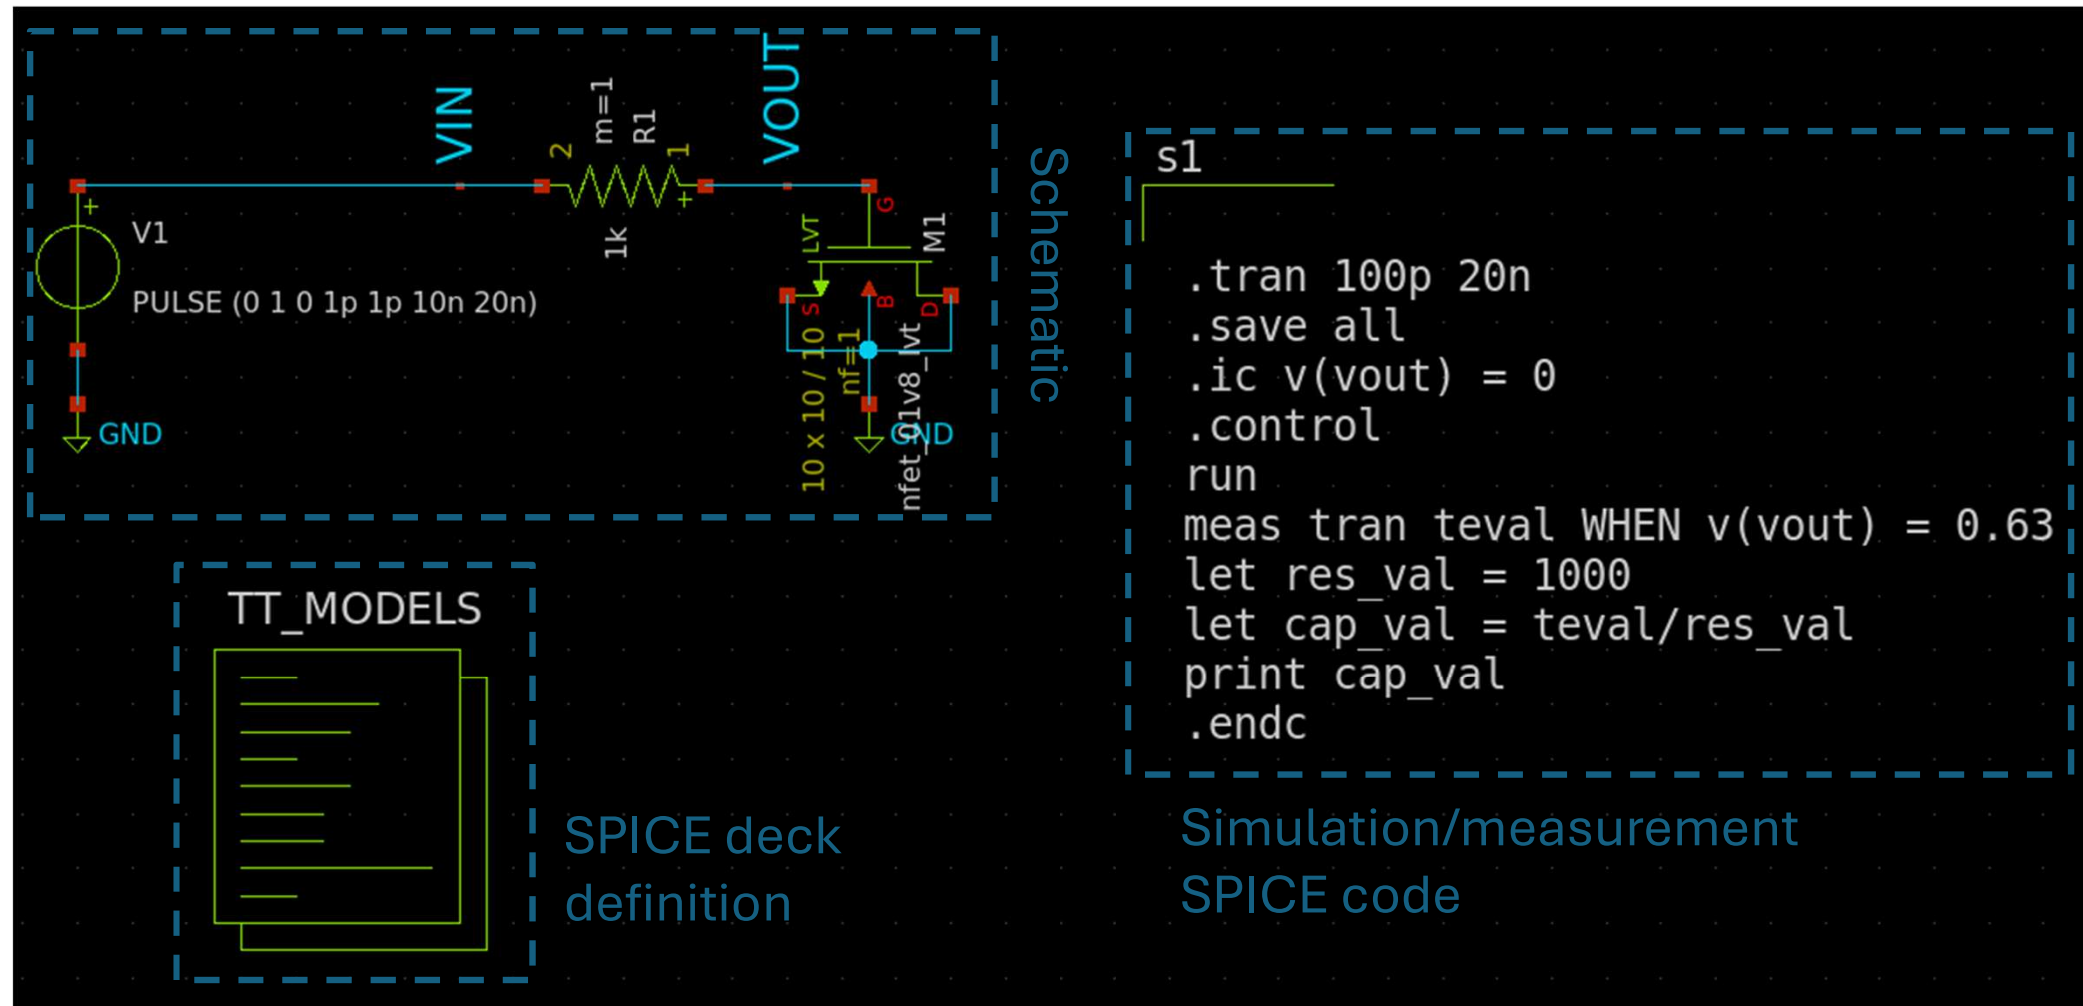 VIN
2
m=1
R1
1
+
1k
VOUT
+
V1
PULSE (0 1 0 1p 1p 10n 20n)
GND
G
LVT
M1
S
B
D
10 x 10 / 10
nf=1
nfet_01v8_lvt
GND
Schematic
TT_MODELS
SPICE deck
definition
s1
.tran 100p 20n
.save all
.ic v(vout) = 0
.control
run
meas tran teval WHEN v(vout) = 0.63
let res_val = 1000
let cap_val = teval/res_val
print cap_val
.endc
Simulation/measurement
SPICE code